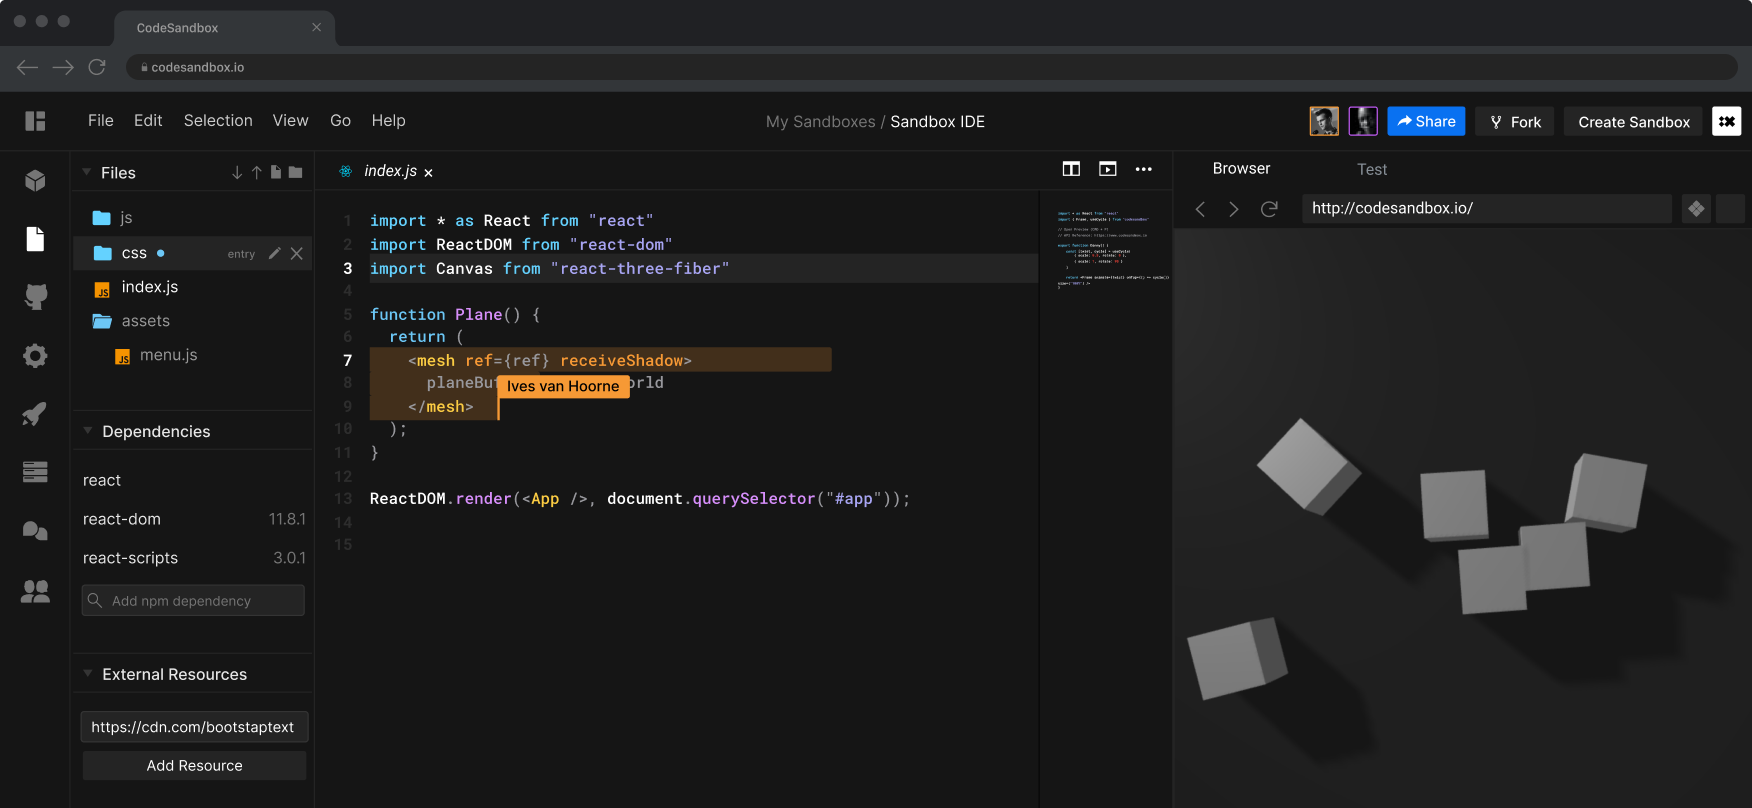 CodeSandbox
codesandbox.io
File Edit Selection View Go Help
My Sandboxes / Sandbox IDE
Share
Fork
Create Sandbox
Files
js
css
entry
JS index.js
assets
JS menu.js
Dependencies
react
react-dom 11.8.1
react-scripts 3.0.1
Add npm dependency
External Resources
https://cdn.com/bootstaptext
Add Resource
index.js
1 import * as React from "react"
2 import ReactDOM from "react-dom"
3 import Canvas from "react-three-fiber"
4
5 function Plane() {
6 return (
7 <mesh ref={ref} receiveShadow>
8 planeBu
Ives van Hoorne
orld
9 </mesh>
10 );
11 }
12
13 ReactDOM.render(<App />, document.querySelector("#app"));
14
15
Browser Test
http://codesandbox.io/